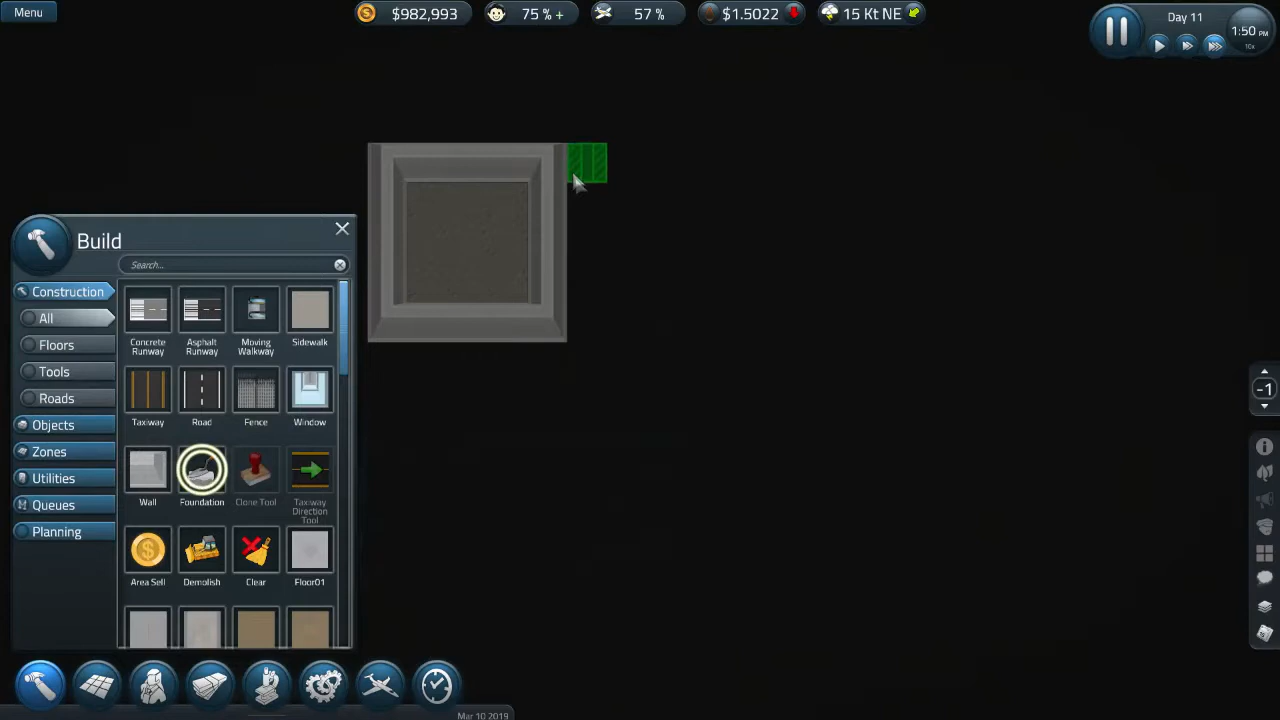 Menu
$982,993
75 % +
57 %
$1.5022
15 Kt NE
Day 11
1:50 PM
10x
Build
Search...
Construction
All
Floors
Tools
Roads
Objects
Zones
Utilities
Queues
Planning
Concrete
Runway
Asphalt
Runway
Moving
Walkway
Sidewalk
Taxiway
Road
Fence
Window
Wall
Foundation
Clone Tool
Taxiway
Direction
Tool
Area Sell
Demolish
Clear
Floor01
-1
Mar 10 2019